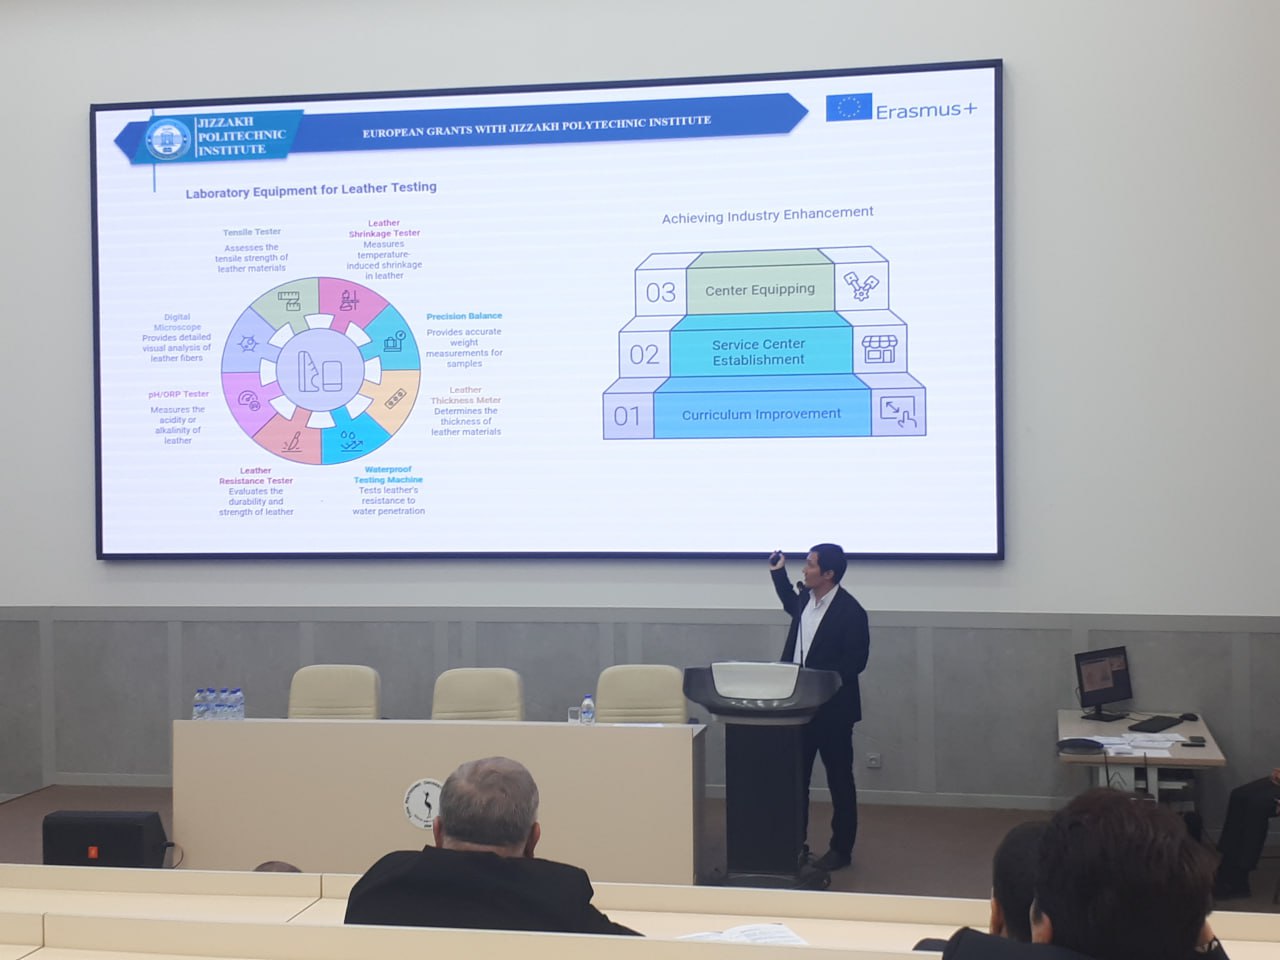 JIZZAKH
POLITECHNIC
INSTITUTE
EUROPEAN GRANTS WITH JIZZAKH POLYTECHNIC INSTITUTE
Erasmus+
Laboratory Equipment for Leather Testing
Tensile Tester
Assesses the
tensile strength of
leather materials
Leather
Shrinkage Tester
Measures
temperature-
induced shrinkage
in leather
Digital
Microscope
Provides detailed
visual analysis of
leather fibers
Precision Balance
Provides accurate
weight
measurements for
samples
pH/ORP Tester
Measures the
acidity or
alkalinity of
leather
Leather
Thickness Meter
Determines the
thickness of
leather materials
Leather
Resistance Tester
Evaluates the
durability and
strength of leather
Waterproof
Testing Machine
Tests leather's
resistance to
water penetration
Achieving Industry Enhancement
03
Center Equipping
02
Service Center
Establishment
01
Curriculum Improvement